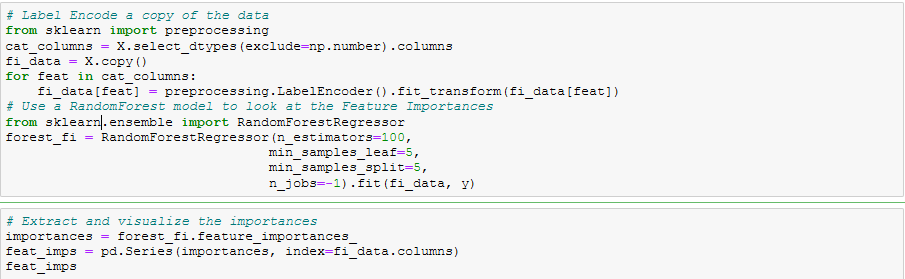 # Label Encode a copy of the data
from sklearn import preprocessing
cat_columns = X.select_dtypes(exclude=np.number).columns
fi_data = X.copy()
for feat in cat_columns:
    fi_data[feat] = preprocessing.LabelEncoder().fit_transform(fi_data[feat])
# Use a RandomForest model to look at the Feature Importances
from sklearn.ensemble import RandomForestRegressor
forest_fi = RandomForestRegressor(n_estimators=100,
                                  min_samples_leaf=5,
                                  min_samples_split=5,
                                  n_jobs=-1).fit(fi_data, y)
# Extract and visualize the importances
importances = forest_fi.feature_importances_
feat_imps = pd.Series(importances, index=fi_data.columns)
feat_imps